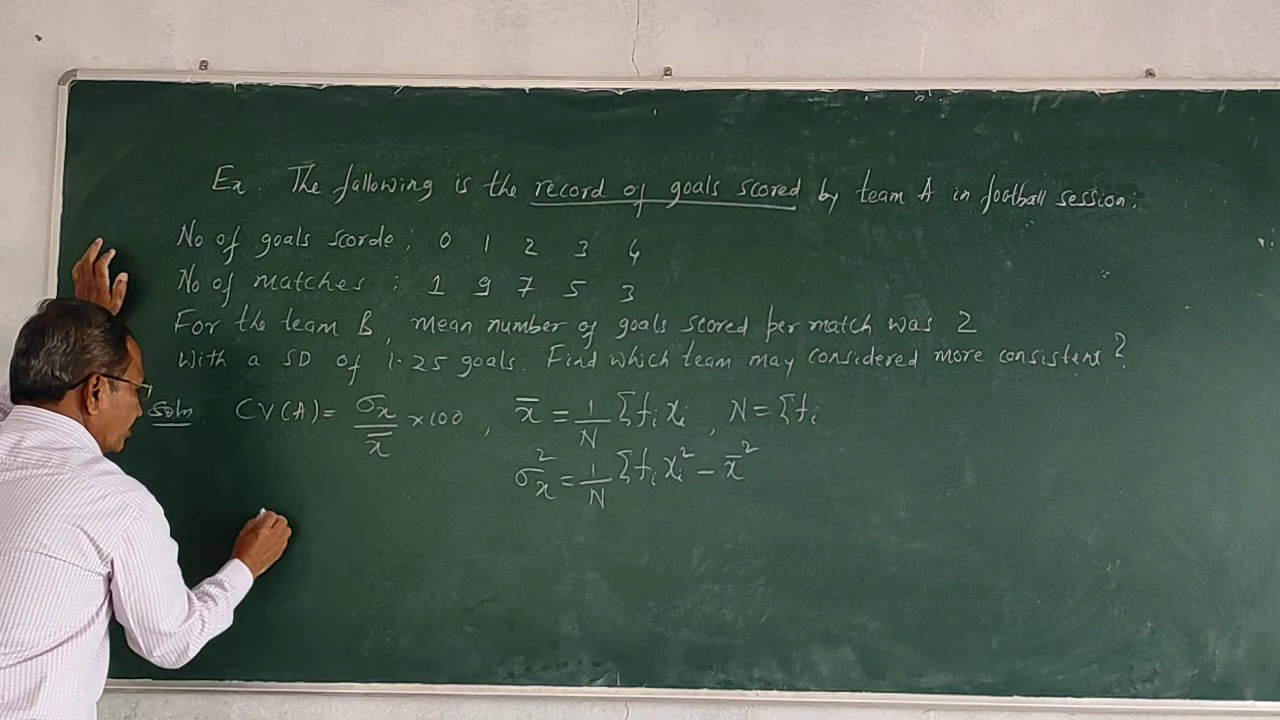 Ex. The following is the record of goals scored by team A in football session:
No of goals scorde : 0 1 2 3 4
No of matches : 1 9 7 5 3
For the team B, mean number of goals scored per match was 2
With a SD of 1.25 goals. Find which team may considered more consistent ?
Soln. CV(A) = σₓ/x̄ × 100 , x̄ = 1/N Σfᵢxᵢ , N = Σfᵢ
σₓ² = 1/N Σfᵢxᵢ² − x̄²